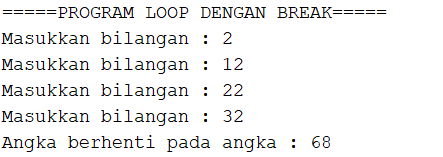 =====PROGRAM LOOP DENGAN BREAK=====
Masukkan bilangan : 2
Masukkan bilangan : 12
Masukkan bilangan : 22
Masukkan bilangan : 32
Angka berhenti pada angka : 68